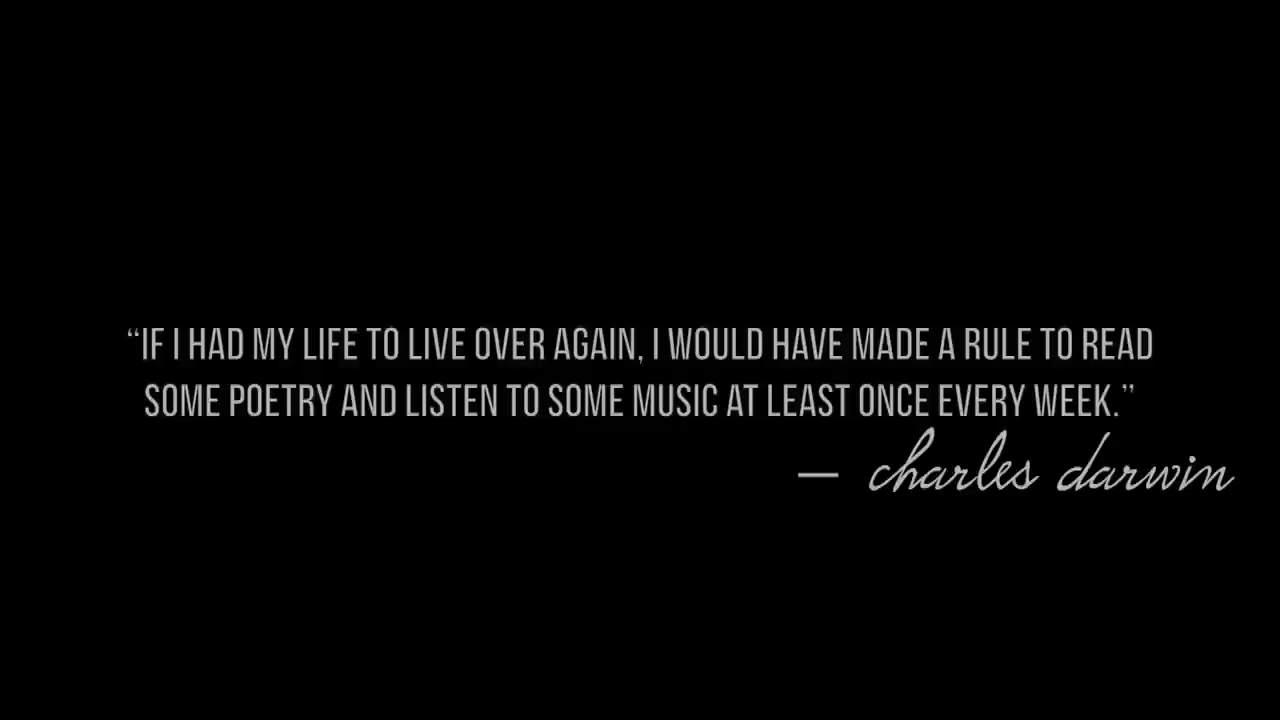 “IF I HAD MY LIFE TO LIVE OVER AGAIN, I WOULD HAVE MADE A RULE TO READ
SOME POETRY AND LISTEN TO SOME MUSIC AT LEAST ONCE EVERY WEEK.”
— charles darwin